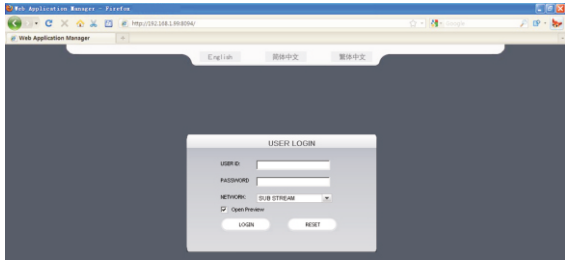 Web Application Manager - Firefox
http://192.168.1.99:8094/
Google
Web Application Manager
English 简体中文 繁体中文
USER LOGIN
USER ID:
PASSWORD
NETWORK: SUB STREAM
Open Preview
LOGIN RESET